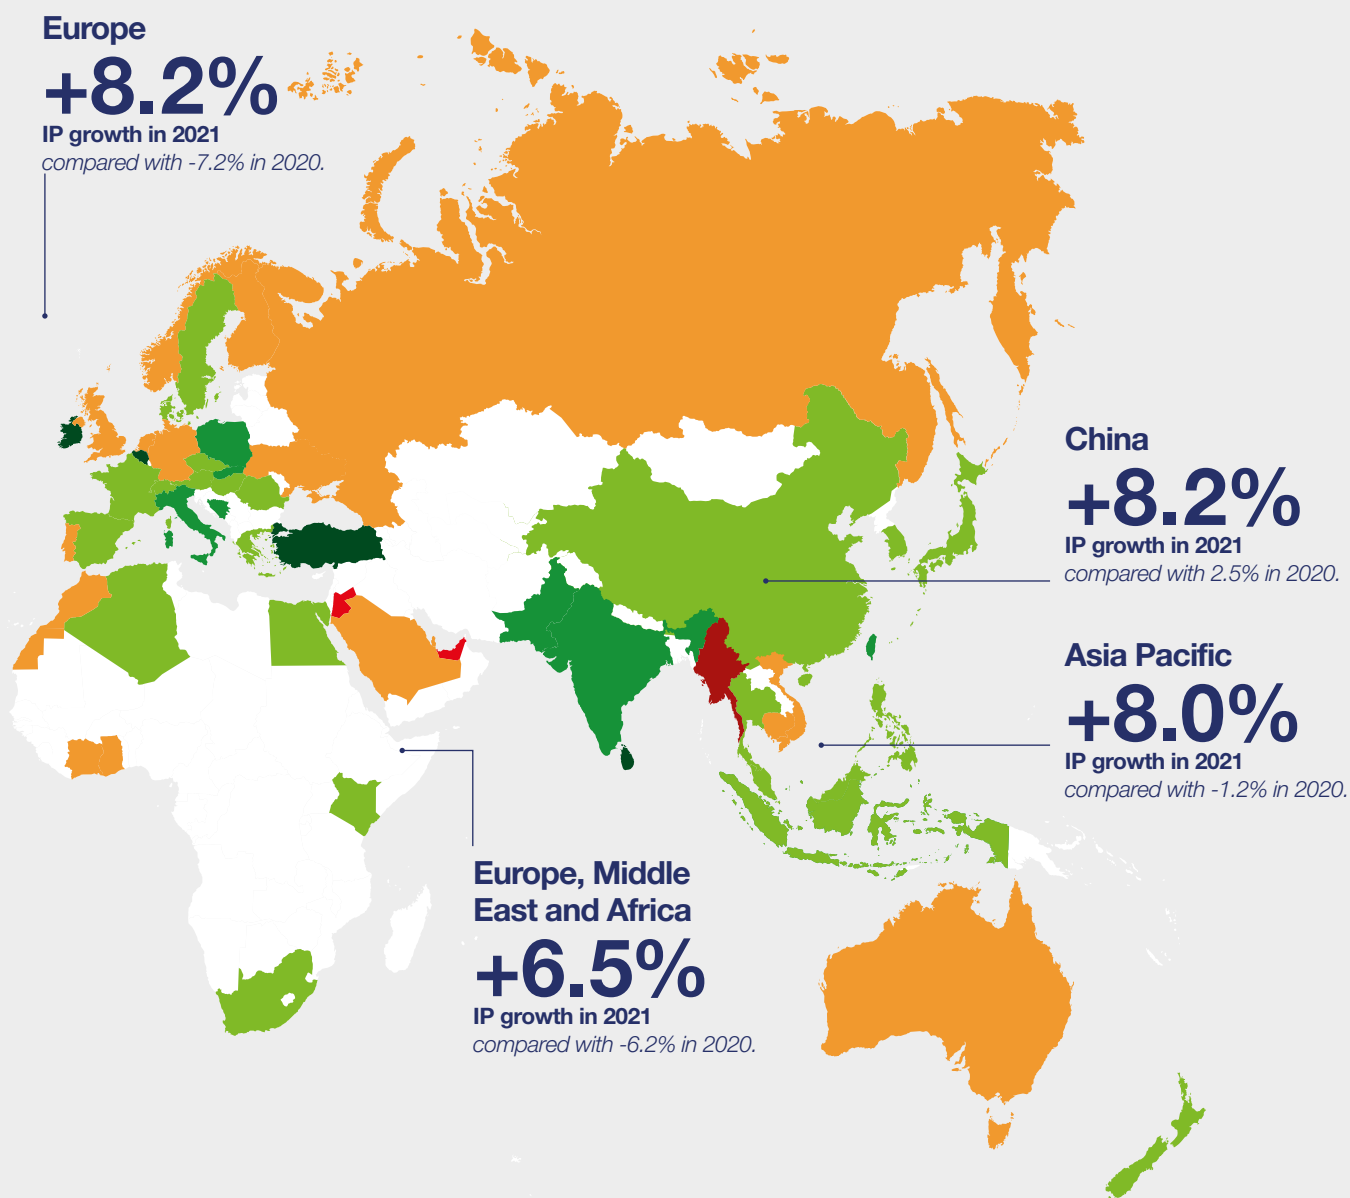 Europe
+8.2%
IP growth in 2021
compared with -7.2% in 2020.
China
+8.2%
IP growth in 2021
compared with 2.5% in 2020.
Asia Pacific
+8.0%
IP growth in 2021
compared with -1.2% in 2020.
Europe, Middle
East and Africa
+6.5%
IP growth in 2021
compared with -6.2% in 2020.